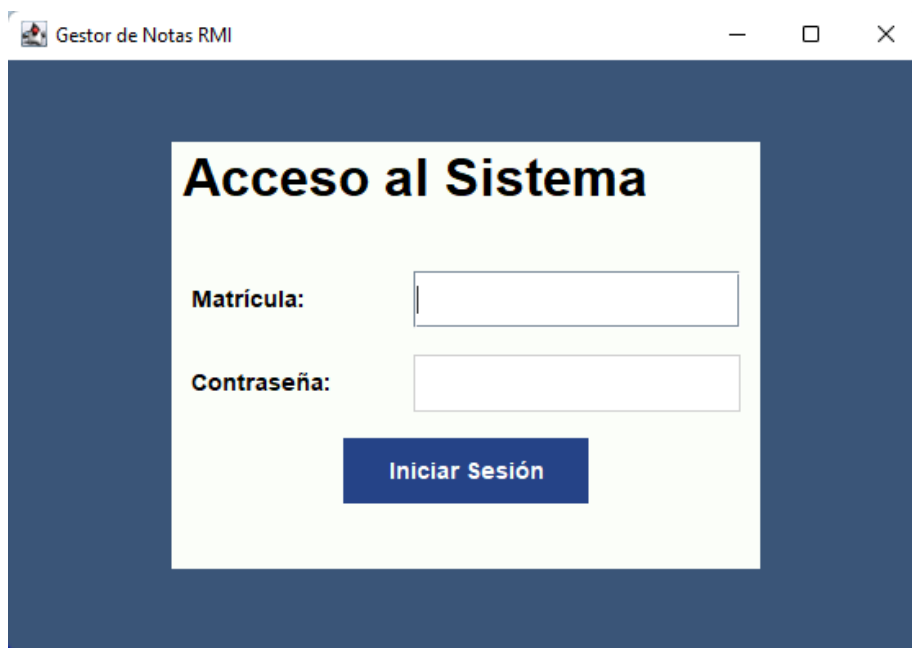 Gestor de Notas RMI
Acceso al Sistema
Matrícula:
Contraseña:
Iniciar Sesión